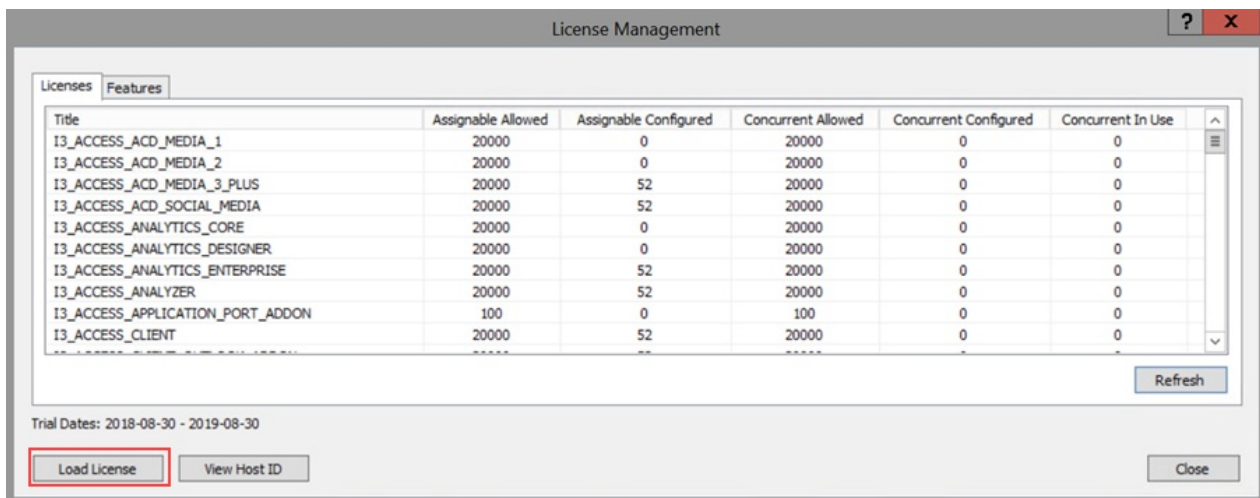 License Management
? x
Licenses Features
Title Assignable Allowed Assignable Configured Concurrent Allowed Concurrent Configured Concurrent In Use
I3_ACCESS_ACD_MEDIA_1 20000 0 20000 0 0
I3_ACCESS_ACD_MEDIA_2 20000 0 20000 0 0
I3_ACCESS_ACD_MEDIA_3_PLUS 20000 52 20000 0 0
I3_ACCESS_ACD_SOCIAL_MEDIA 20000 52 20000 0 0
I3_ACCESS_ANALYTICS_CORE 20000 0 20000 0 0
I3_ACCESS_ANALYTICS_DESIGNER 20000 0 20000 0 0
I3_ACCESS_ANALYTICS_ENTERPRISE 20000 52 20000 0 0
I3_ACCESS_ANALYZER 20000 52 20000 0 0
I3_ACCESS_APPLICATION_PORT_ADDON 100 0 100 0 0
I3_ACCESS_CLIENT 20000 52 20000 0 0
Refresh
Trial Dates: 2018-08-30 - 2019-08-30
Load License View Host ID Close